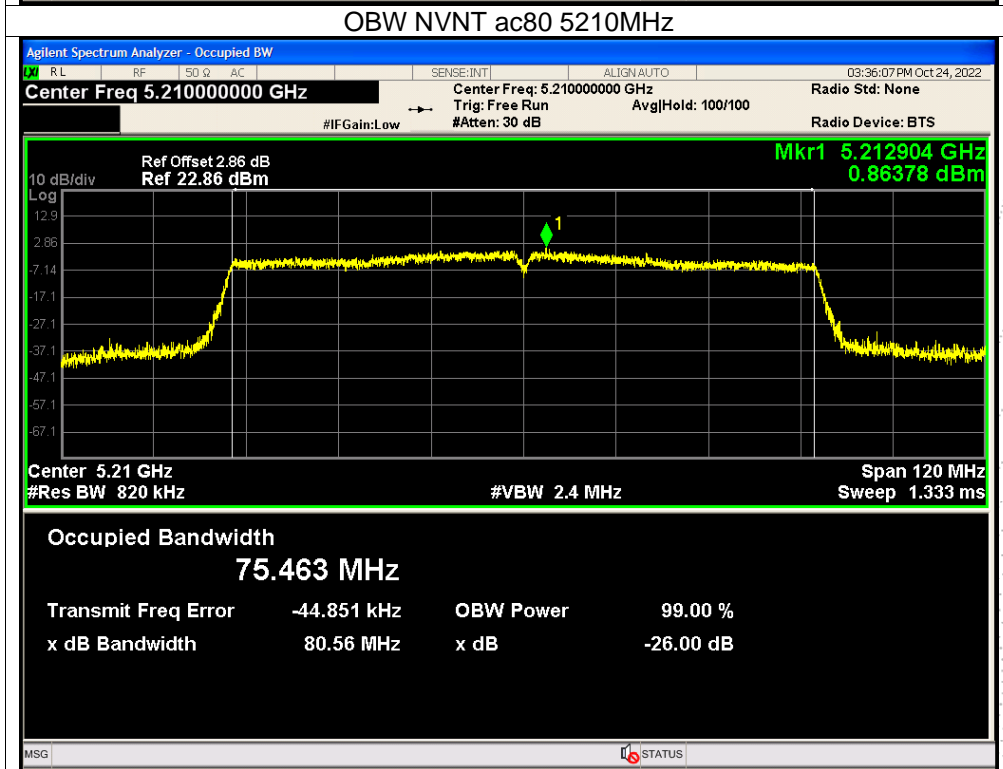 OBW NVNT ac80 5210MHz
Agilent Spectrum Analyzer - Occupied BW
LXI RL RF 50 Ω AC SENSE:INT ALIGN AUTO 03:36:07 PM Oct 24, 2022
Center Freq 5.210000000 GHz Center Freq: 5.210000000 GHz Radio Std: None
Trig: Free Run Avg|Hold: 100/100
#IFGain:Low #Atten: 30 dB Radio Device: BTS
Mkr1 5.212904 GHz
0.86378 dBm
Ref Offset 2.86 dB
10 dB/div Ref 22.86 dBm
Log
12.9
1
2.86
-7.14
-17.1
-27.1
-37.1
-47.1
-57.1
-67.1
Center 5.21 GHz Span 120 MHz
#Res BW 820 kHz #VBW 2.4 MHz Sweep 1.333 ms
Occupied Bandwidth
75.463 MHz
Transmit Freq Error -44.851 kHz OBW Power 99.00 %
x dB Bandwidth 80.56 MHz x dB -26.00 dB
MSG STATUS